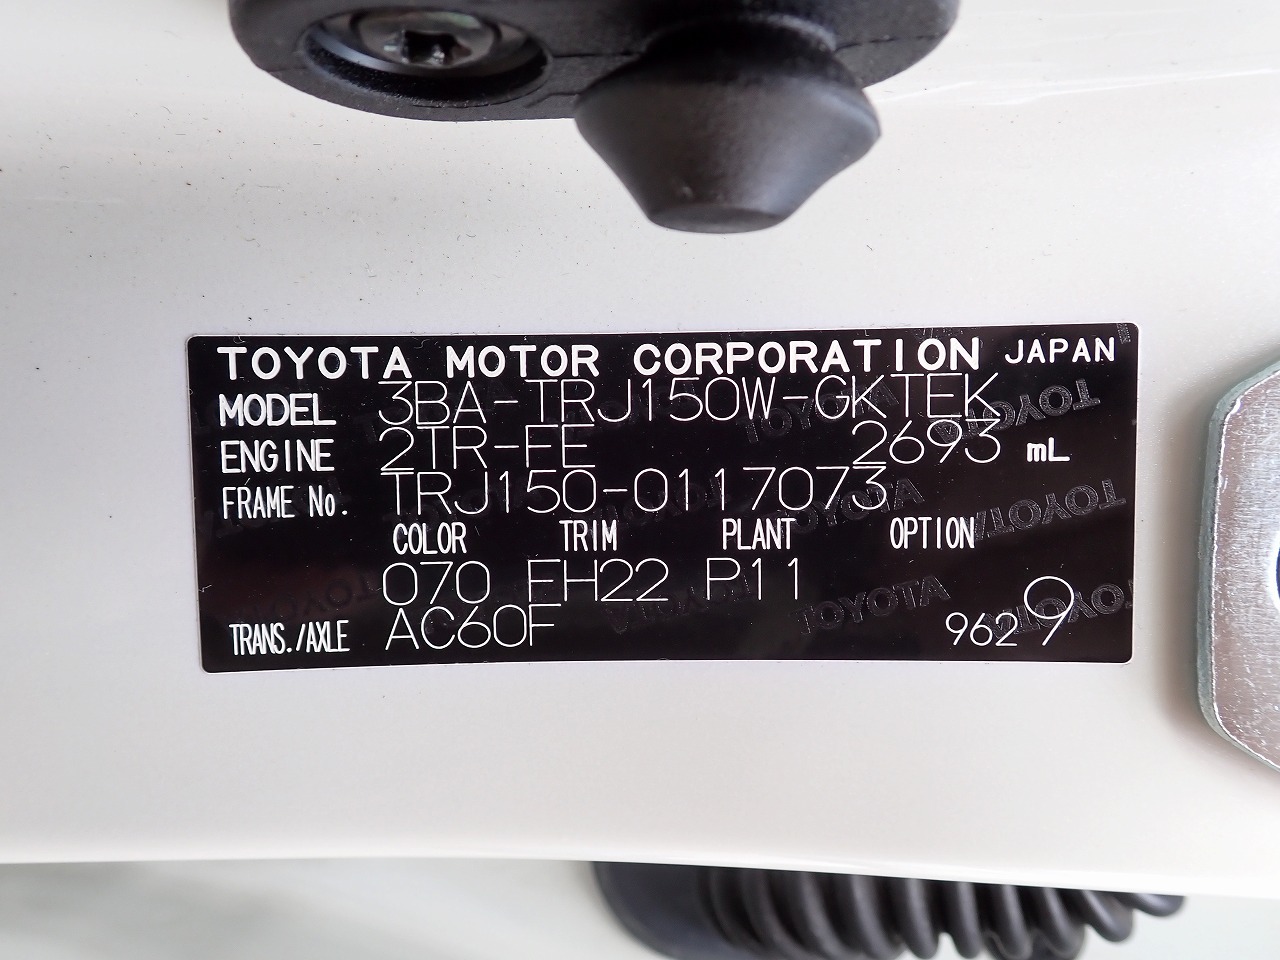 TOYOTA MOTOR CORPORATION JAPAN
MODEL 3BA-TRJ150W-GKTEK
ENGINE 2TR-FE 2693 mL
FRAME No. TRJ150-0117073
COLOR TRIM PLANT OPTION
070 FH22 P11
TRANS./AXLE AC60F 9629